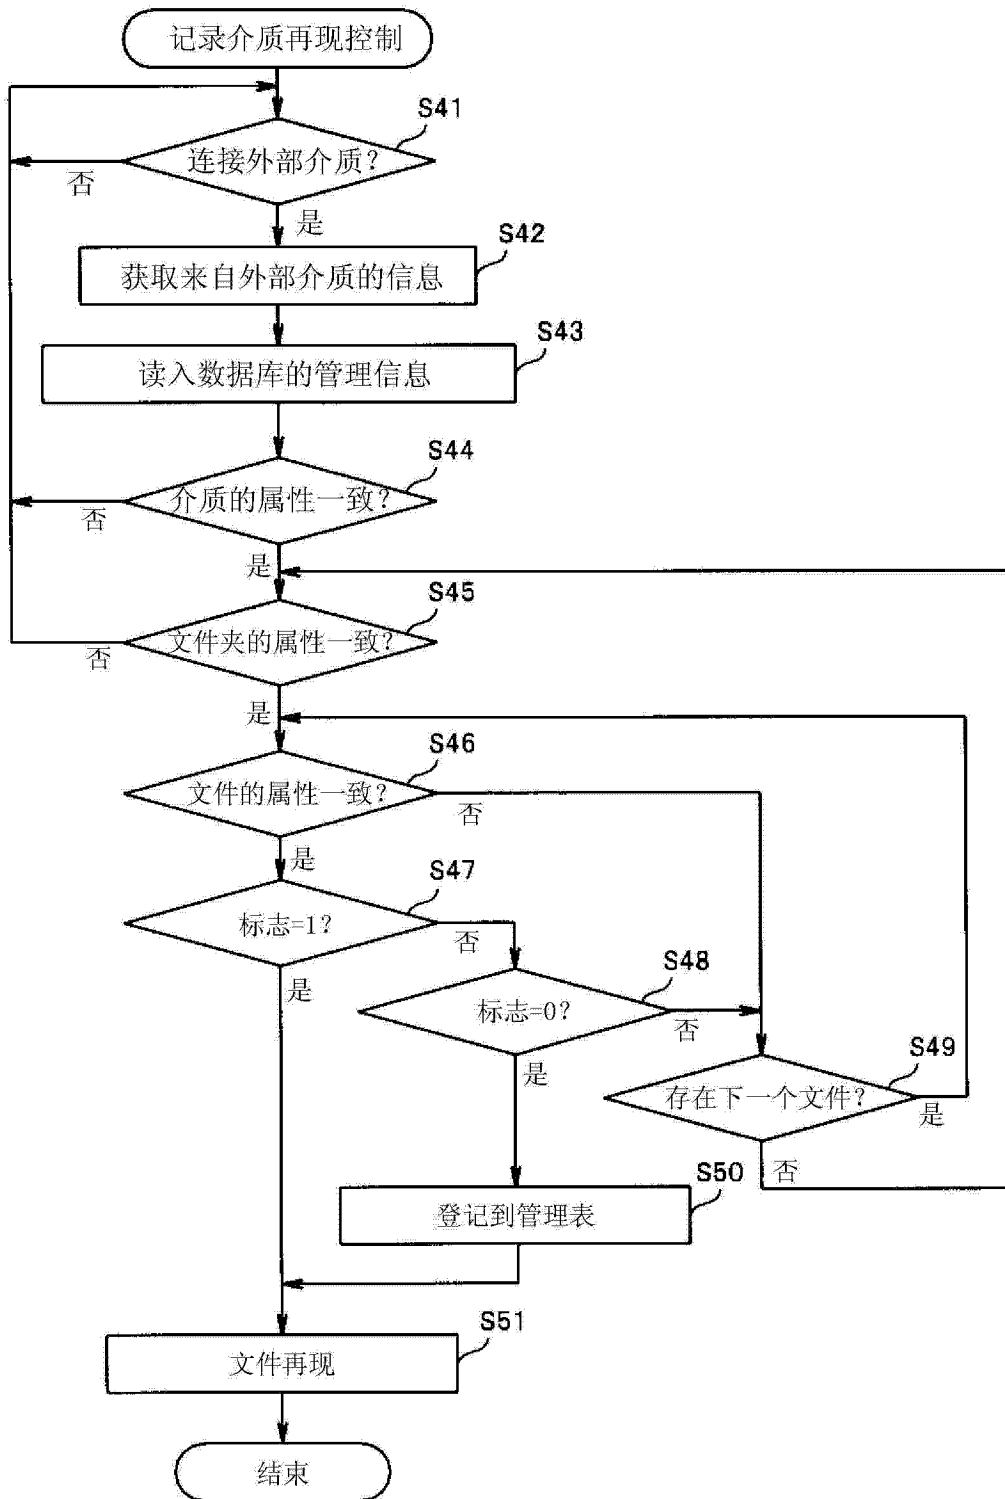 记录介质再现控制
S41
连接外部介质?
否
是
S42
获取来自外部介质的信息
S43
读入数据库的管理信息
S44
介质的属性一致?
否
是
S45
文件夹的属性一致?
否
是
S46
文件的属性一致?
否
是
S47
标志=1?
否
是
S48
标志=0?
否
是
S49
存在下一个文件?
是
否
S50
登记到管理表
S51
文件再现
结束